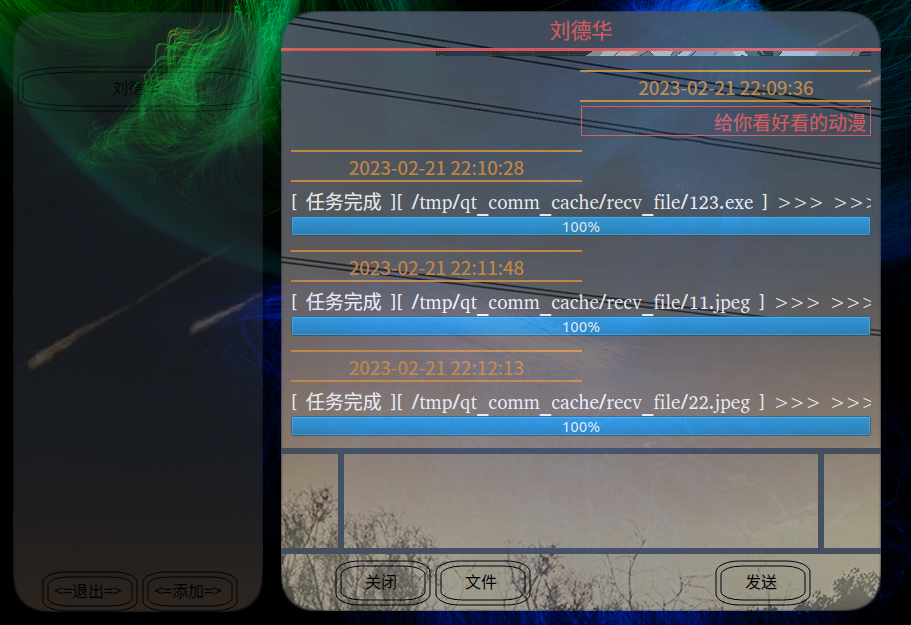 刘德华
刘德
2023-02-21 22:09:36
给你看好看的动漫
2023-02-21 22:10:28
[ 任务完成 ][ /tmp/qt_comm_cache/recv_file/123.exe ] >>> >>>
100%
2023-02-21 22:11:48
[ 任务完成 ][ /tmp/qt_comm_cache/recv_file/11.jpeg ] >>> >>>
100%
2023-02-21 22:12:13
[ 任务完成 ][ /tmp/qt_comm_cache/recv_file/22.jpeg ] >>> >>>
100%
<=退出=> <=添加=> 关闭 文件 发送